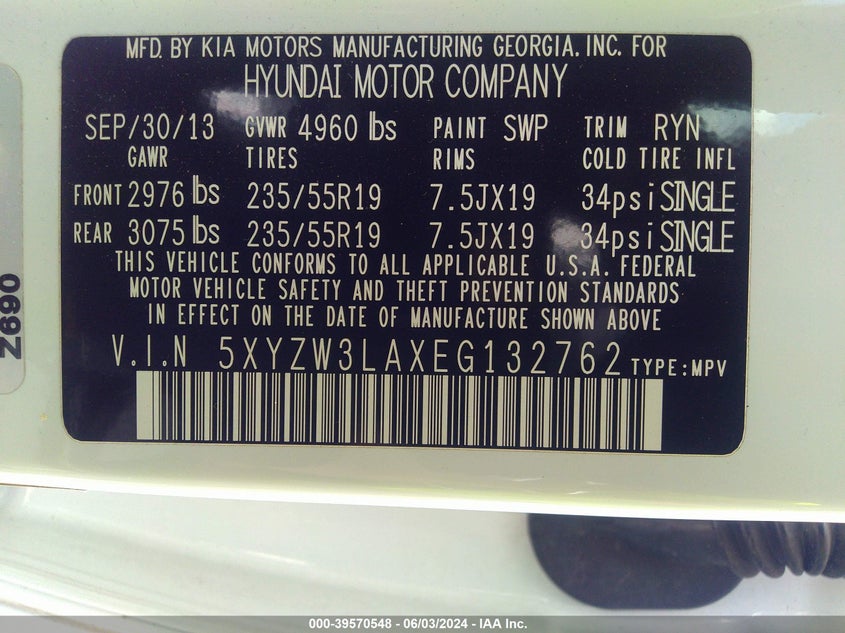 MFD. BY KIA MOTORS MANUFACTURING GEORGIA, INC. FOR
HYUNDAI MOTOR COMPANY
SEP/30/13 GVWR 4960 lbs PAINT SWP TRIM RYN
GAWR TIRES RIMS COLD TIRE INFL
FRONT 2976 lbs 235/55R19 7.5JX19 34psi SINGLE
REAR 3075 lbs 235/55R19 7.5JX19 34psi SINGLE
THIS VEHICLE CONFORMS TO ALL APPLICABLE U.S.A. FEDERAL
MOTOR VEHICLE SAFETY AND THEFT PREVENTION STANDARDS
IN EFFECT ON THE DATE OF MANUFACTURE SHOWN ABOVE
V.I.N 5XYZW3LAXEG132762 TYPE:MPV
Z690
000-39570548 - 06/03/2024 - IAA Inc.